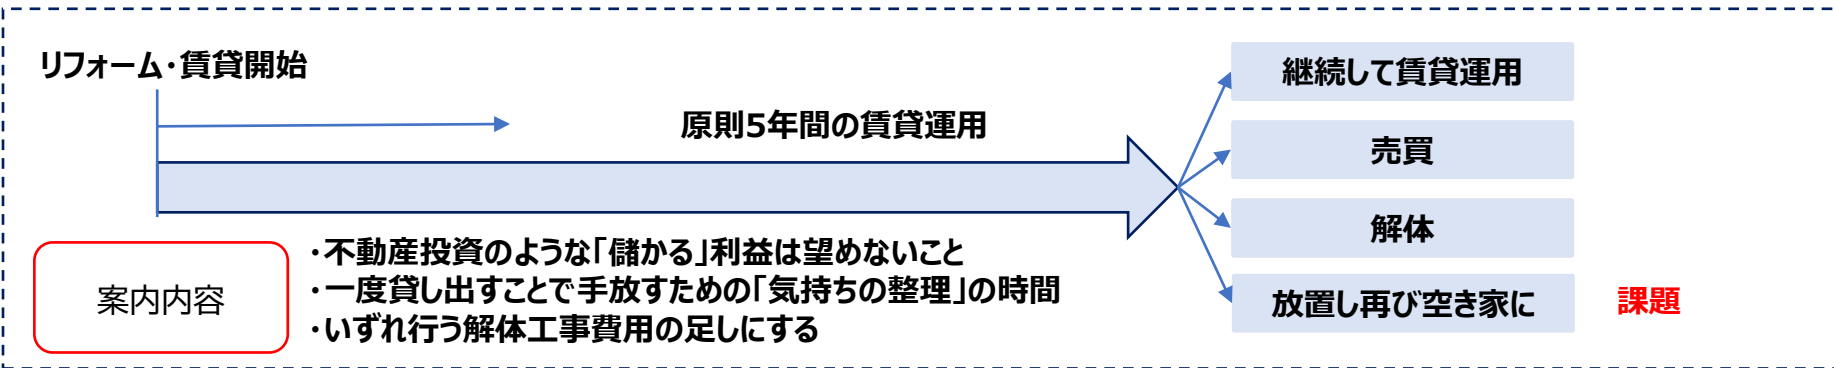 リフォーム・賃貸開始
原則5年間の賃貸運用
継続して賃貸運用
売買
解体
放置し再び空き家に
課題
案内内容
・不動産投資のような「儲かる」利益は望めないこと
・一度貸し出すことで手放すための「気持ちの整理」の時間
・いずれ行う解体工事費用の足しにする